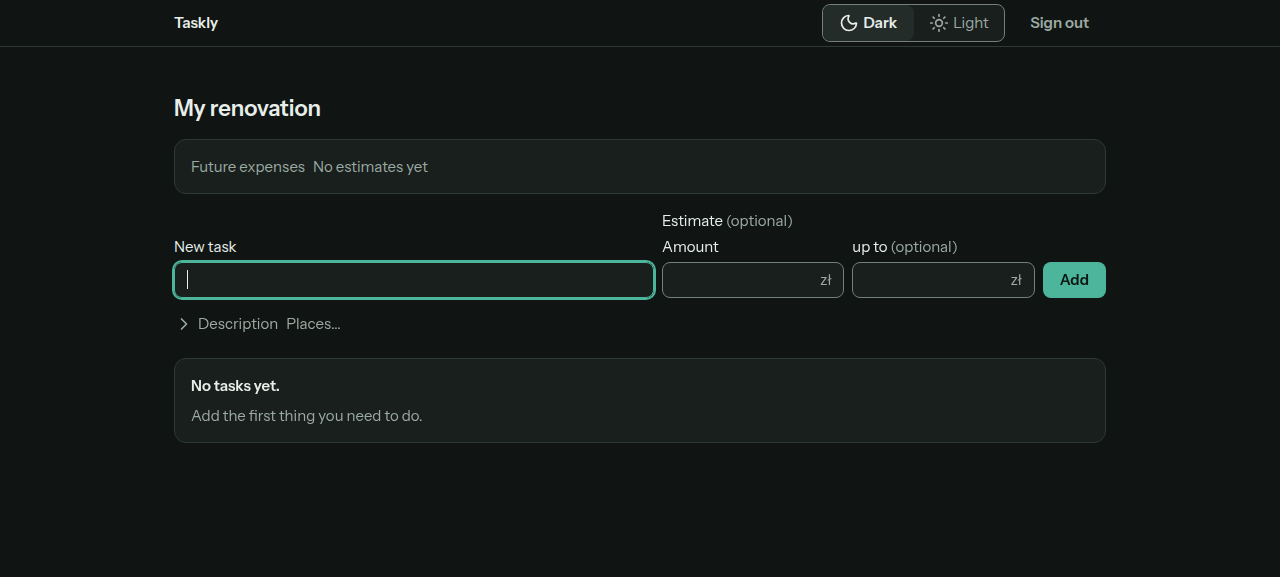 Taskly Dark Light Sign out
My renovation
Future expenses No estimates yet
Estimate (optional)
New task Amount up to (optional)
zł zł Add
Description Places...
No tasks yet.
Add the first thing you need to do.